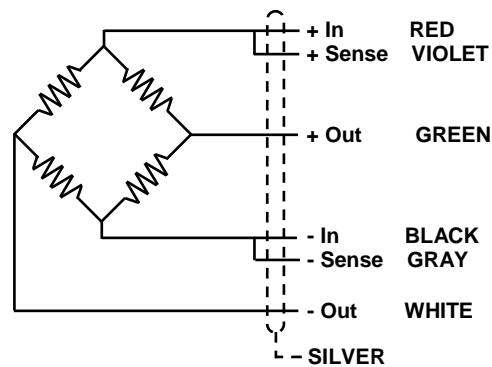 + In RED
+ Sense VIOLET
+ Out GREEN
- In BLACK
- Sense GRAY
- Out WHITE
SILVER